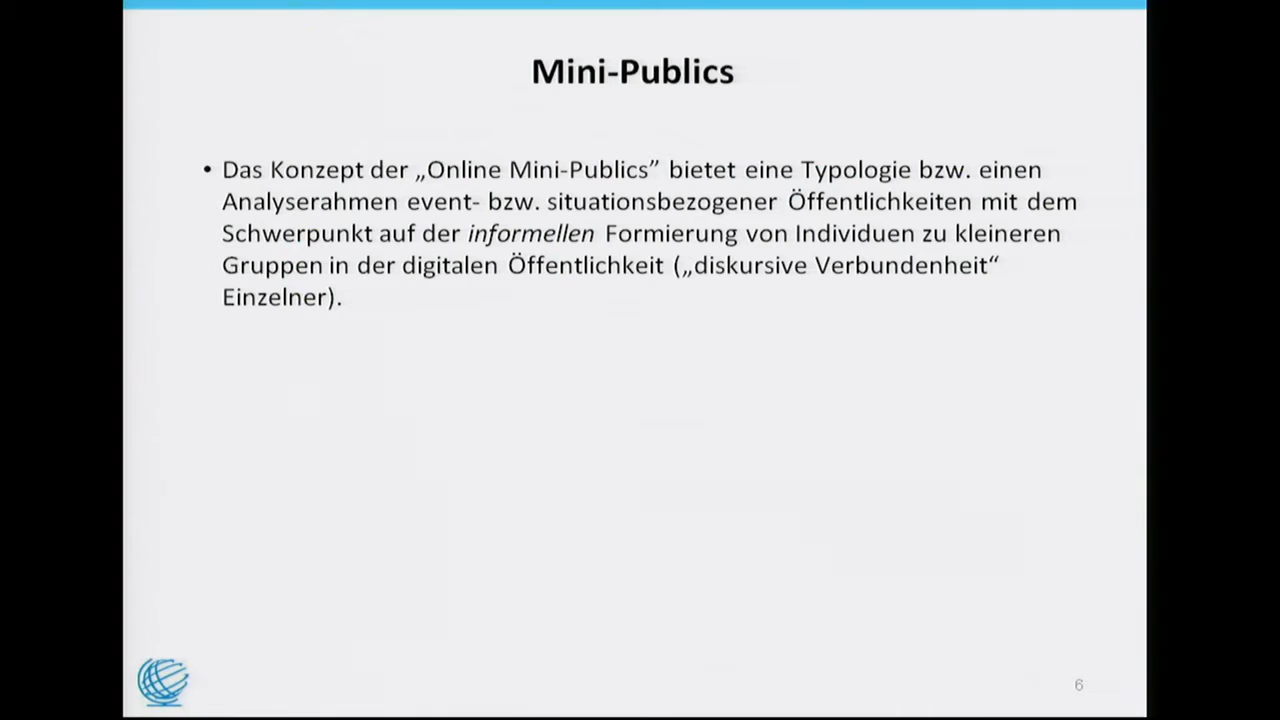 Mini-Publics
• Das Konzept der „Online Mini-Publics” bietet eine Typologie bzw. einen
Analyserahmen event- bzw. situationsbezogener Öffentlichkeiten mit dem
Schwerpunkt auf der informellen Formierung von Individuen zu kleineren
Gruppen in der digitalen Öffentlichkeit („diskursive Verbundenheit“
Einzelner).
6